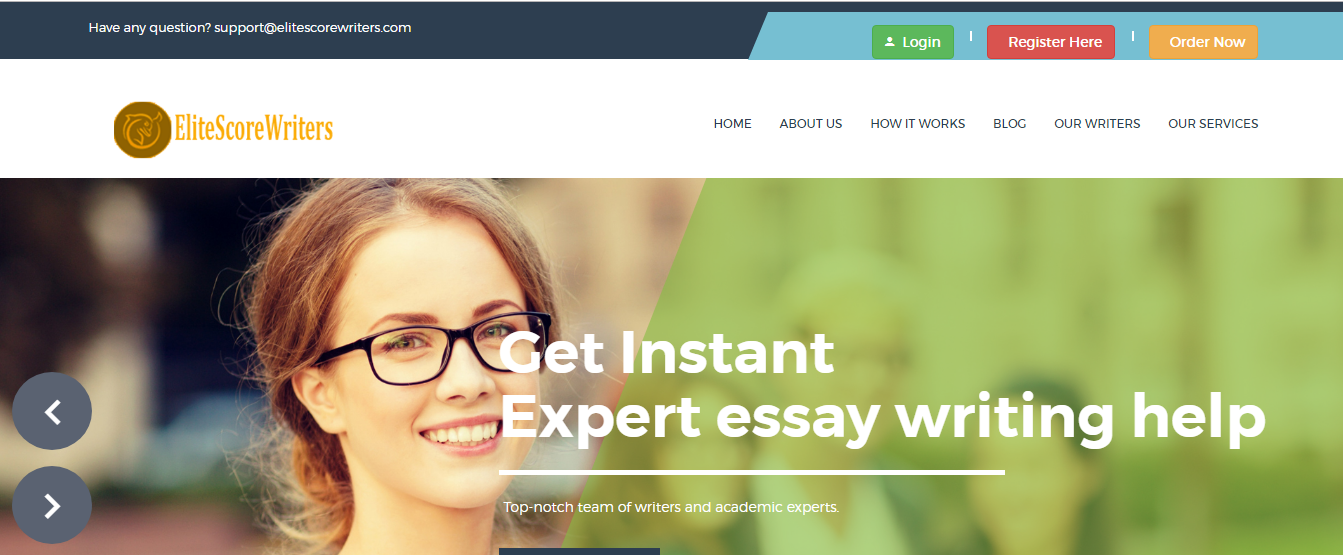 Have any question? support@elitescorewriters.com
Login
Register Here
Order Now
EliteScoreWriters
HOME ABOUT US HOW IT WORKS BLOG OUR WRITERS OUR SERVICES
Get Instant
Expert essay writing help
Top-notch team of writers and academic experts.